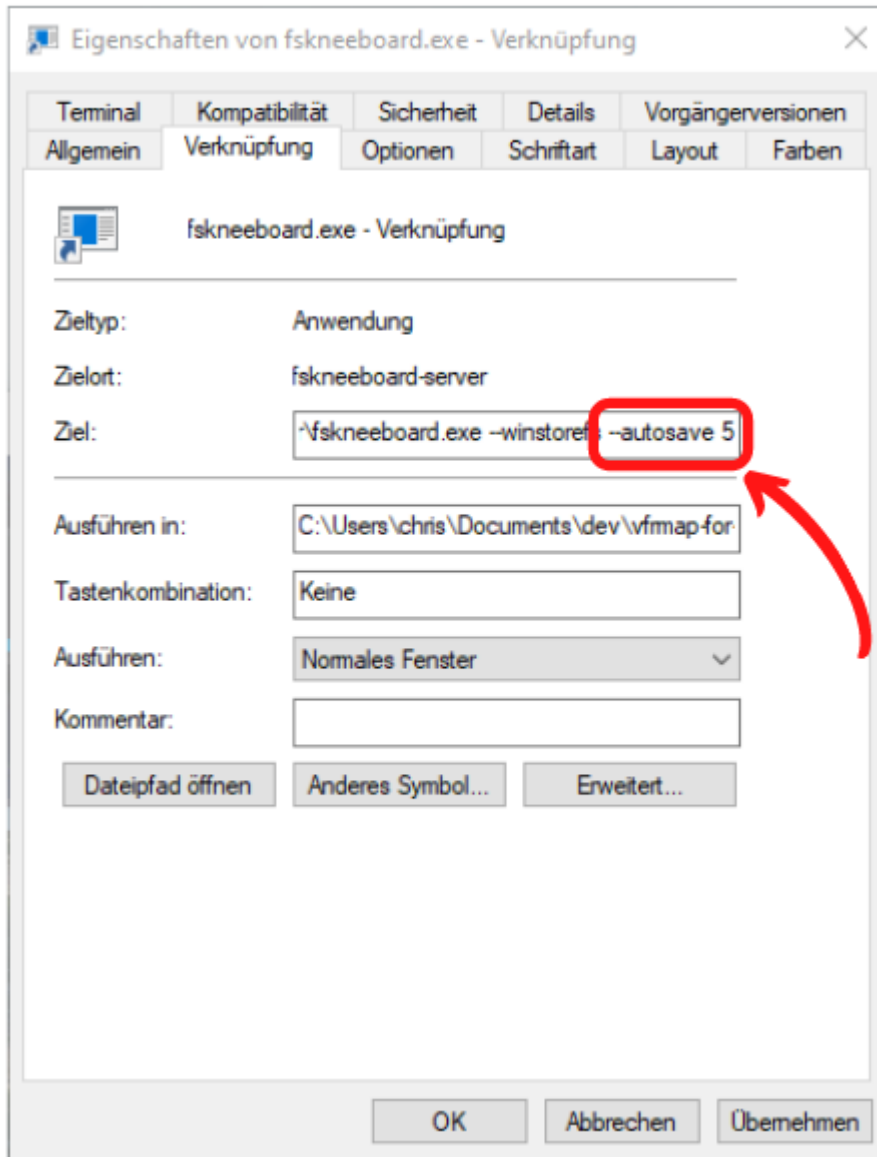 Eigenschaften von fskneeboard.exe - Verknüpfung
Terminal Kompatibilität Sicherheit Details Vorgängerversionen
Allgemein Verknüpfung Optionen Schriftart Layout Farben
fskneeboard.exe - Verknüpfung
Zieltyp: Anwendung
Zielort: fskneeboard-server
Ziel: \fskneeboard.exe --winstorefs --autosave 5
Ausführen in: C:\Users\chris\Documents\dev\vfrmap-for-
Tastenkombination: Keine
Ausführen: Normales Fenster
Kommentar:
Dateipfad öffnen Anderes Symbol... Erweitert...
OK Abbrechen Übernehmen